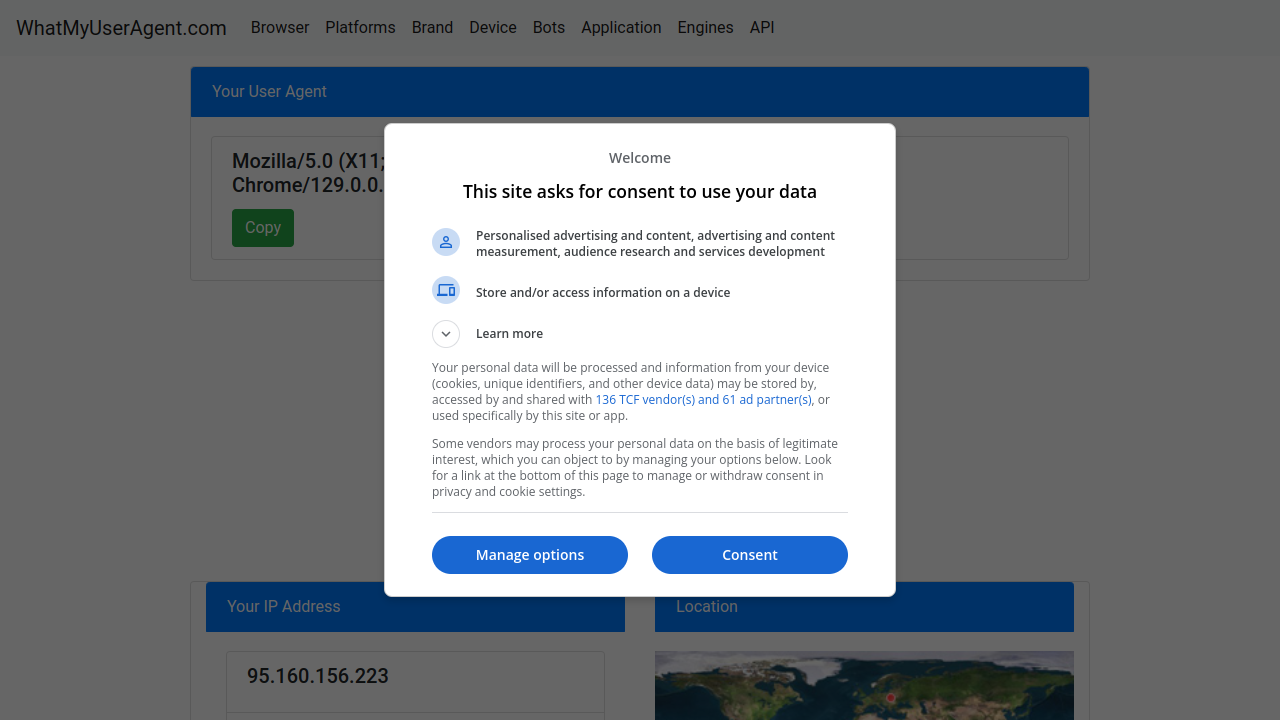 WhatMyUserAgent.com Browser Platforms Brand Device Bots Application Engines API
Your User Agent
Mozilla/5.0 (X11;
Chrome/129.0.0.
Copy
Welcome
This site asks for consent to use your data
Personalised advertising and content, advertising and content
measurement, audience research and services development
Store and/or access information on a device
Learn more
Your personal data will be processed and information from your device
(cookies, unique identifiers, and other device data) may be stored by,
accessed by and shared with 136 TCF vendor(s) and 61 ad partner(s), or
used specifically by this site or app.
Some vendors may process your personal data on the basis of legitimate
interest, which you can object to by managing your options below. Look
for a link at the bottom of this page to manage or withdraw consent in
privacy and cookie settings.
Manage options Consent
Your IP Address
95.160.156.223
Location